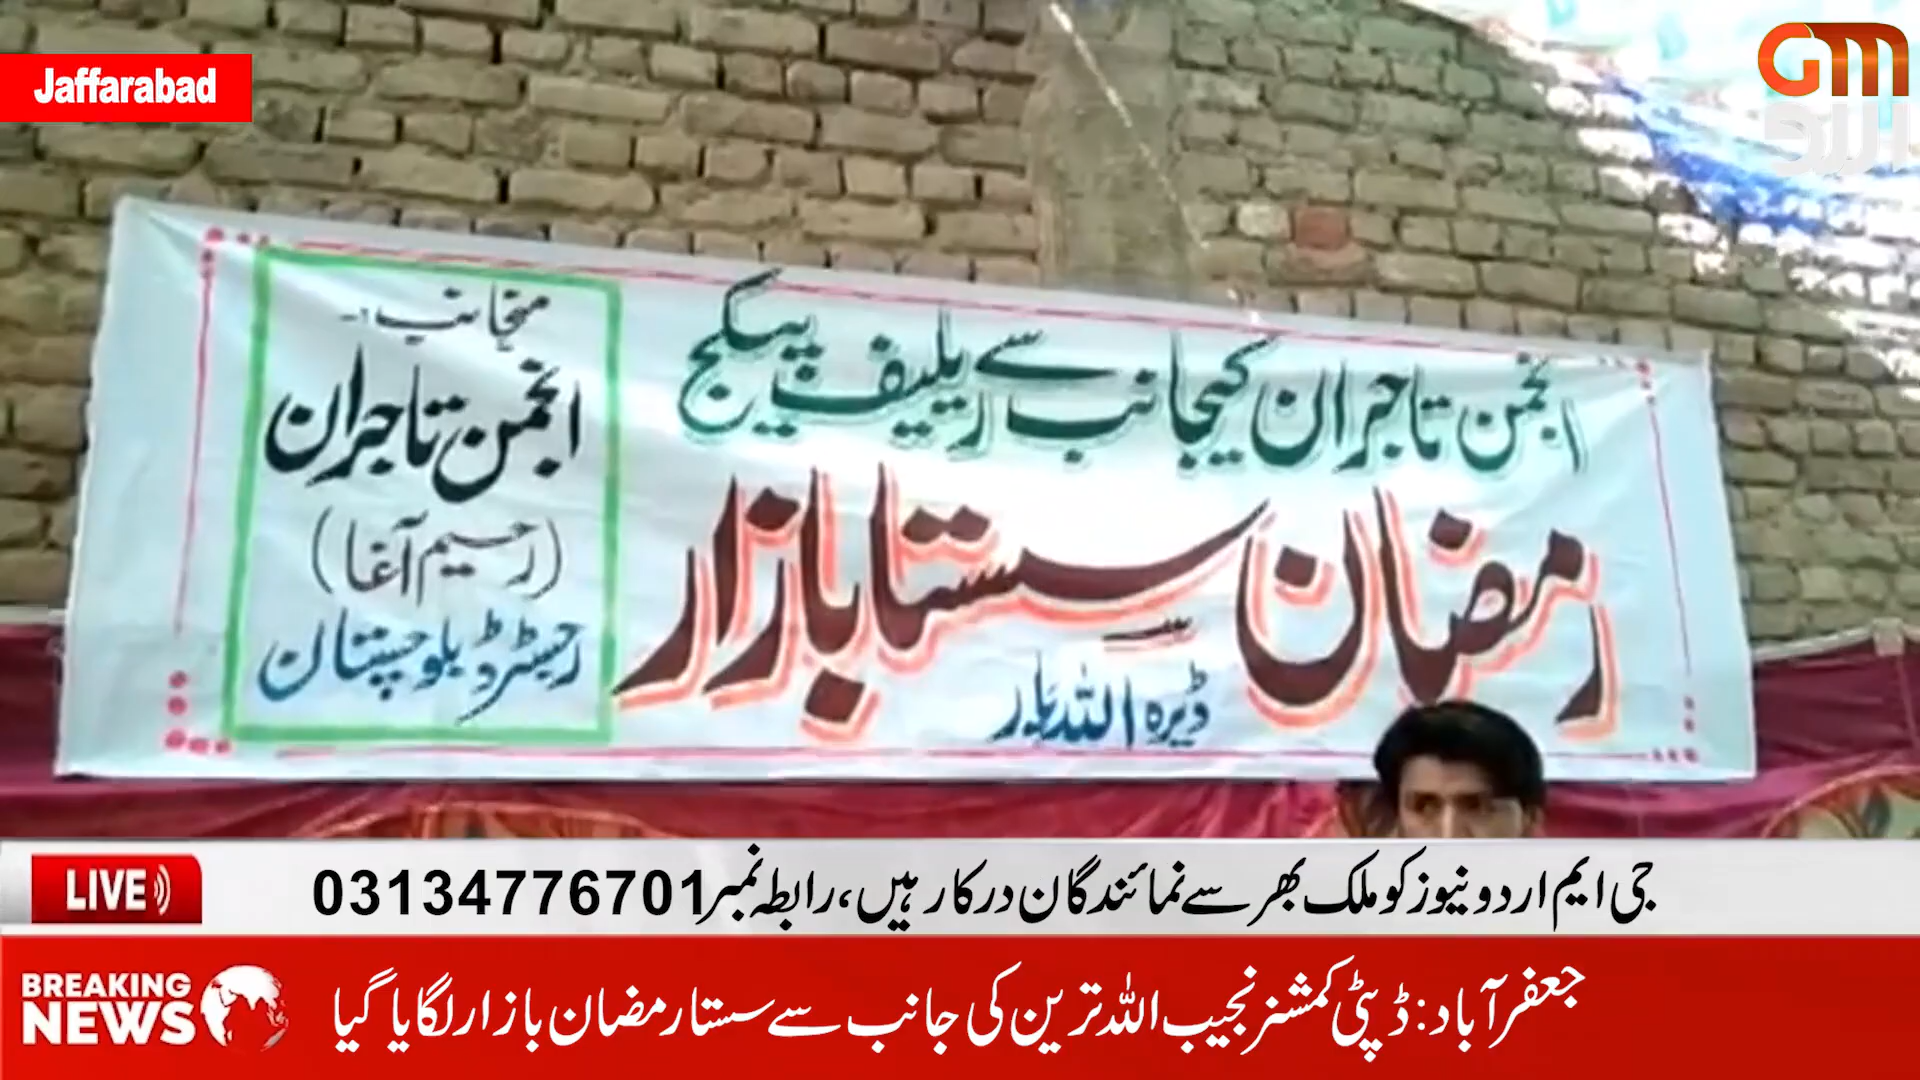 Jaffarabad
GM
اردو
انجمن تاجران کیجانب سے ریلیف پیکج
رمضان سستا بازار
ڈیرہ اللہ یار
منجانب:۔
انجمن تاجران
(رحیم آغا)
رجسٹرڈ بلوچستان
LIVE
جی ایم اردو نیوز کو ملک بھر سے نمائندگان درکار ہیں، رابطہ نمبر 03134776701
BREAKING
NEWS
جعفر آباد: ڈپٹی کمشنر نجیب اللہ ترین کی جانب سے سستا رمضان بازار لگایا گیا